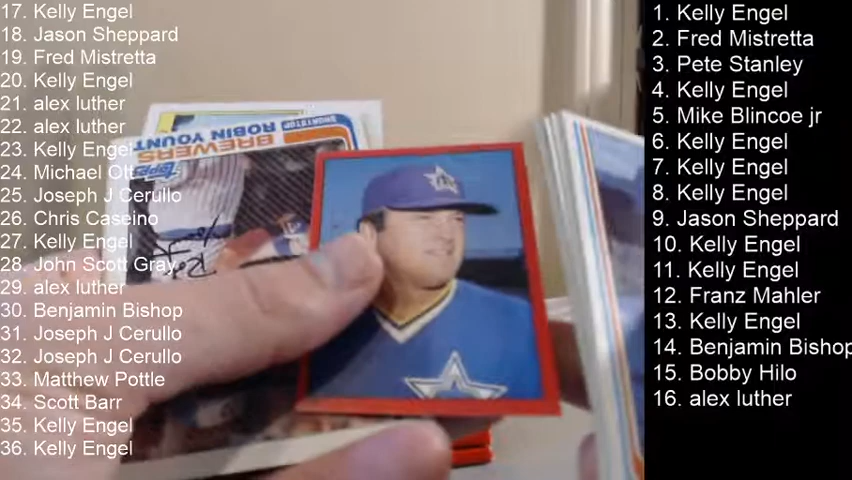 17. Kelly Engel
18. Jason Sheppard
19. Fred Mistretta
20. Kelly Engel
21. alex luther
22. alex luther
23. Kelly Engel
24. Michael Ott
25. Joseph J Cerullo
26. Chris Caseino
27. Kelly Engel
28. John Scott Gray
29. alex luther
30. Benjamin Bishop
31. Joseph J Cerullo
32. Joseph J Cerullo
33. Matthew Pottle
34. Scott Barr
35. Kelly Engel
36. Kelly Engel
SHORTSTOP
ROBIN YOUNT
BREWERS
Topps
1. Kelly Engel
2. Fred Mistretta
3. Pete Stanley
4. Kelly Engel
5. Mike Blincoe jr
6. Kelly Engel
7. Kelly Engel
8. Kelly Engel
9. Jason Sheppard
10. Kelly Engel
11. Kelly Engel
12. Franz Mahler
13. Kelly Engel
14. Benjamin Bishop
15. Bobby Hilo
16. alex luther